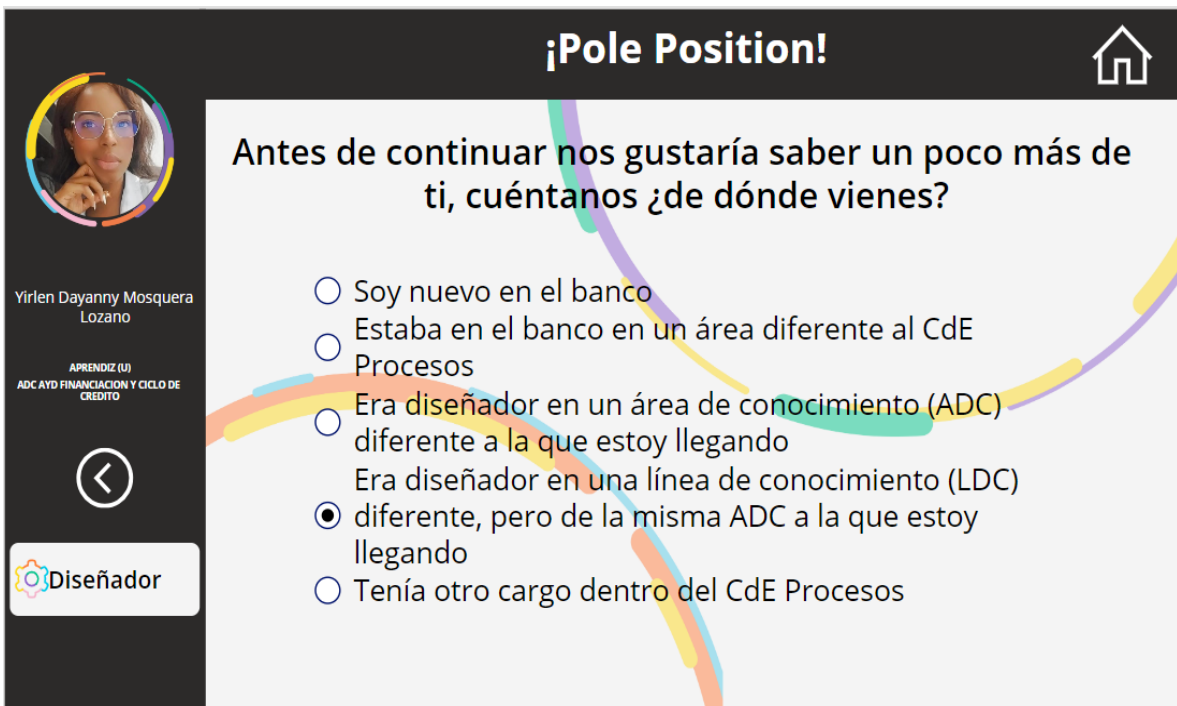 ¡Pole Position!
Antes de continuar nos gustaría saber un poco más de
ti, cuéntanos ¿de dónde vienes?
Yirlen Dayanny Mosquera
Lozano
APRENDIZ (U)
ADC AYD FINANCIACION Y CICLO DE
CREDITO
Diseñador
Soy nuevo en el banco
Estaba en el banco en un área diferente al CdE
Procesos
Era diseñador en un área de conocimiento (ADC)
diferente a la que estoy llegando
Era diseñador en una línea de conocimiento (LDC)
diferente, pero de la misma ADC a la que estoy
llegando
Tenía otro cargo dentro del CdE Procesos